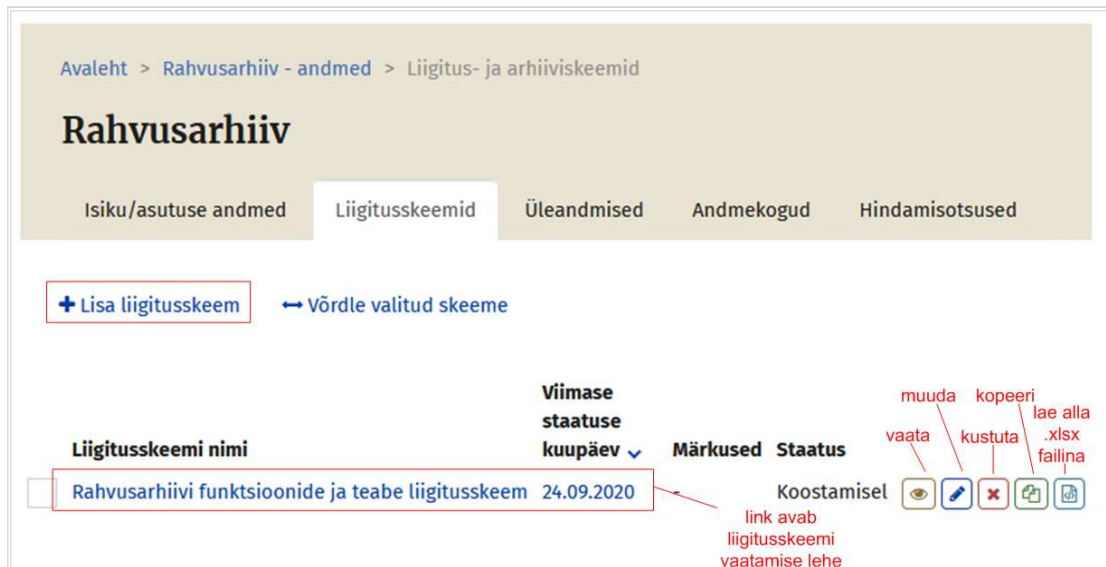 Avaleht > Rahvusarhiiv - andmed > Liigitus- ja arhiiviskeemid
Rahvusarhiiv
Isiku/asutuse andmed Liigitusskeemid Üleandmised Andmekogud Hindamisotsused
+ Lisa liigitusskeem ↔ Võrdle valitud skeeme
Liigitusskeemi nimi
Viimase
staatuse
kuupäev
Märkused Staatus
vaata
muuda
kustuta
kopeeri
lae alla
.xlsx
failina
Rahvusarhiivi funktsioonide ja teabe liigitusskeem 24.09.2020 - Koostamisel
link avab
liigitusskeemi
vaatamise lehe